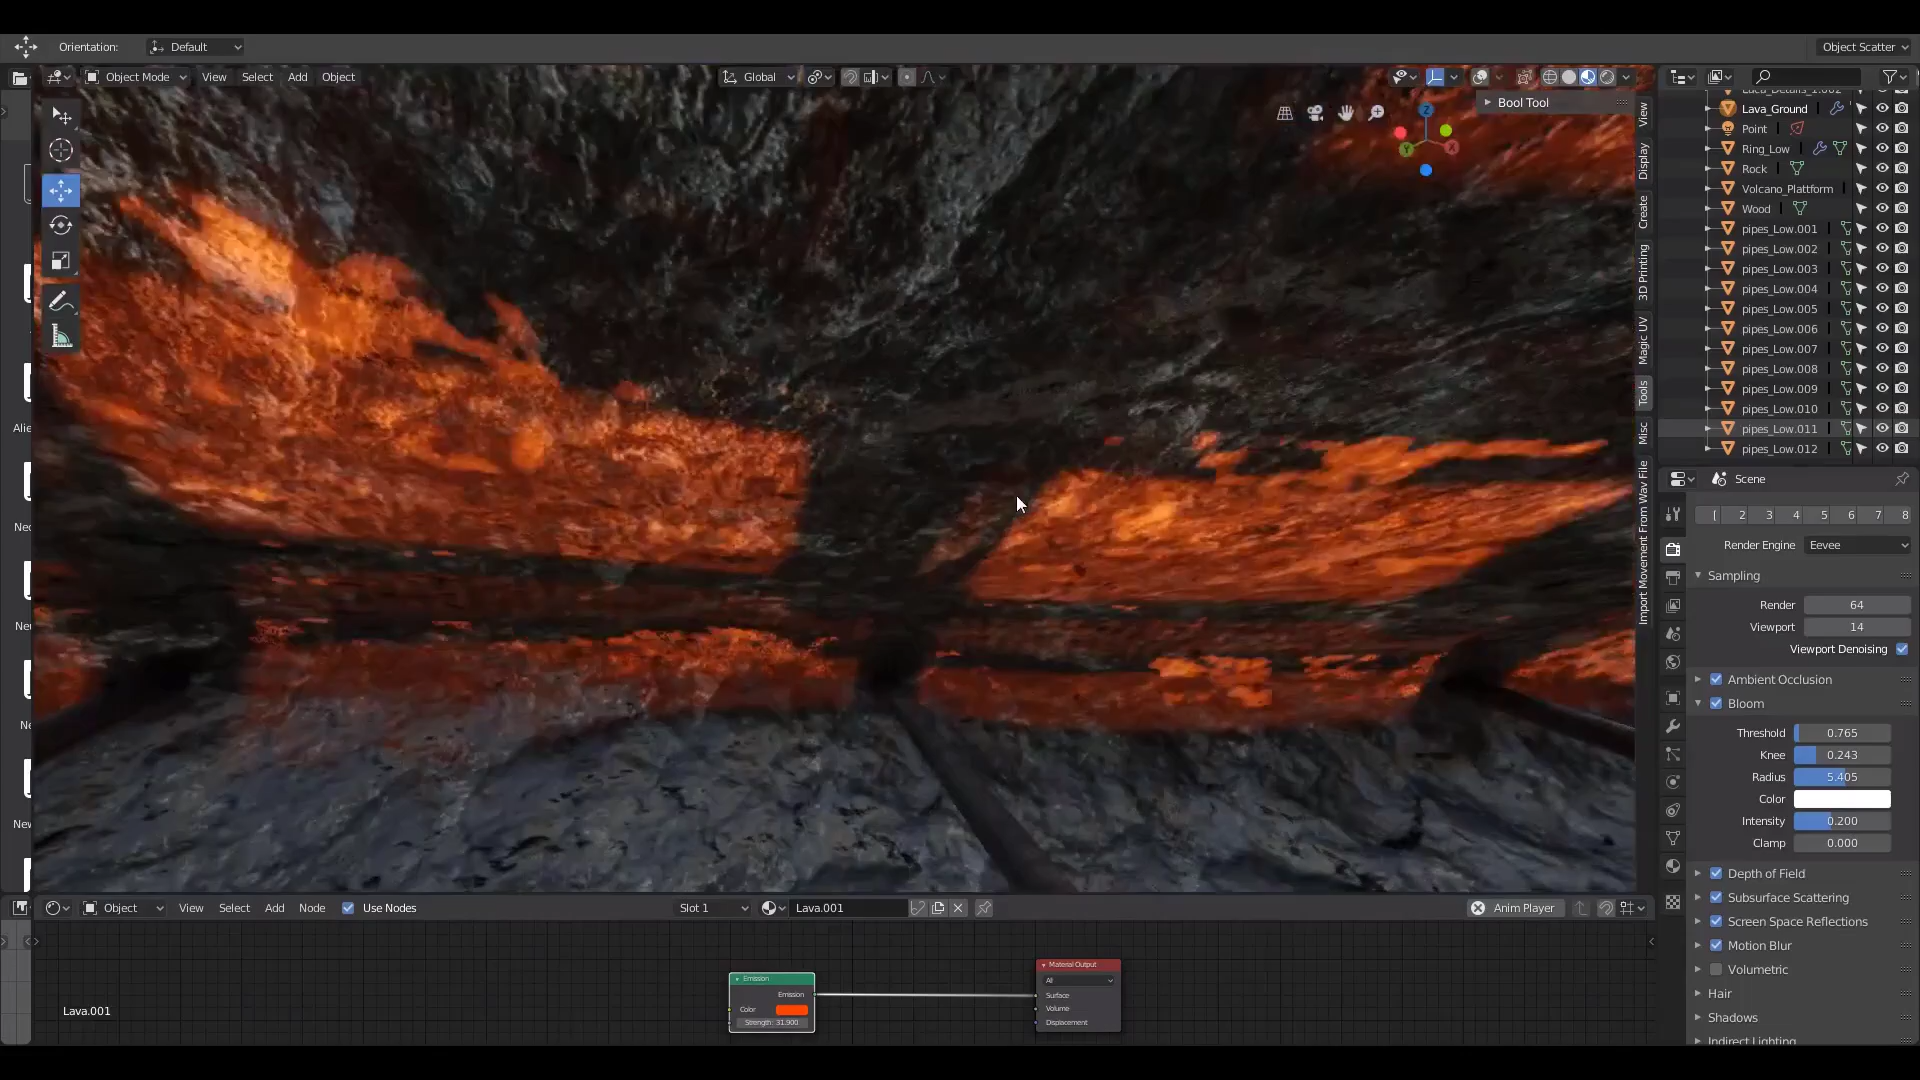 Orientation:
Default
Object Scatter
Object Mode
View
Select
Add
Object
Global
Bool Tool
Z
Y
X
View
Display
Create
3D Printing
Magic UV
Tools
Misc
Import Movement From Wav File
Lava_Ground
Point
Ring_Low
Rock
Volcano_Plattform
Wood
pipes_Low.001
pipes_Low.002
pipes_Low.003
pipes_Low.004
pipes_Low.005
pipes_Low.006
pipes_Low.007
pipes_Low.008
pipes_Low.009
pipes_Low.010
pipes_Low.011
pipes_Low.012
Scene
2 3 4 5 6 7 8
Render Engine Eevee
Sampling
Render 64
Viewport 14
Viewport Denoising
Ambient Occlusion
Bloom
Threshold 0.765
Knee 0.243
Radius 5.405
Color
Intensity 0.200
Clamp 0.000
Depth of Field
Subsurface Scattering
Screen Space Reflections
Motion Blur
Volumetric
Hair
Shadows
Indirect Lighting
Object
View
Select
Add
Node
Use Nodes
Slot 1
Lava.001
Anim Player
Emission
Emission
Color
Strength: 31.900
Material Output
All
Surface
Volume
Displacement
Lava.001